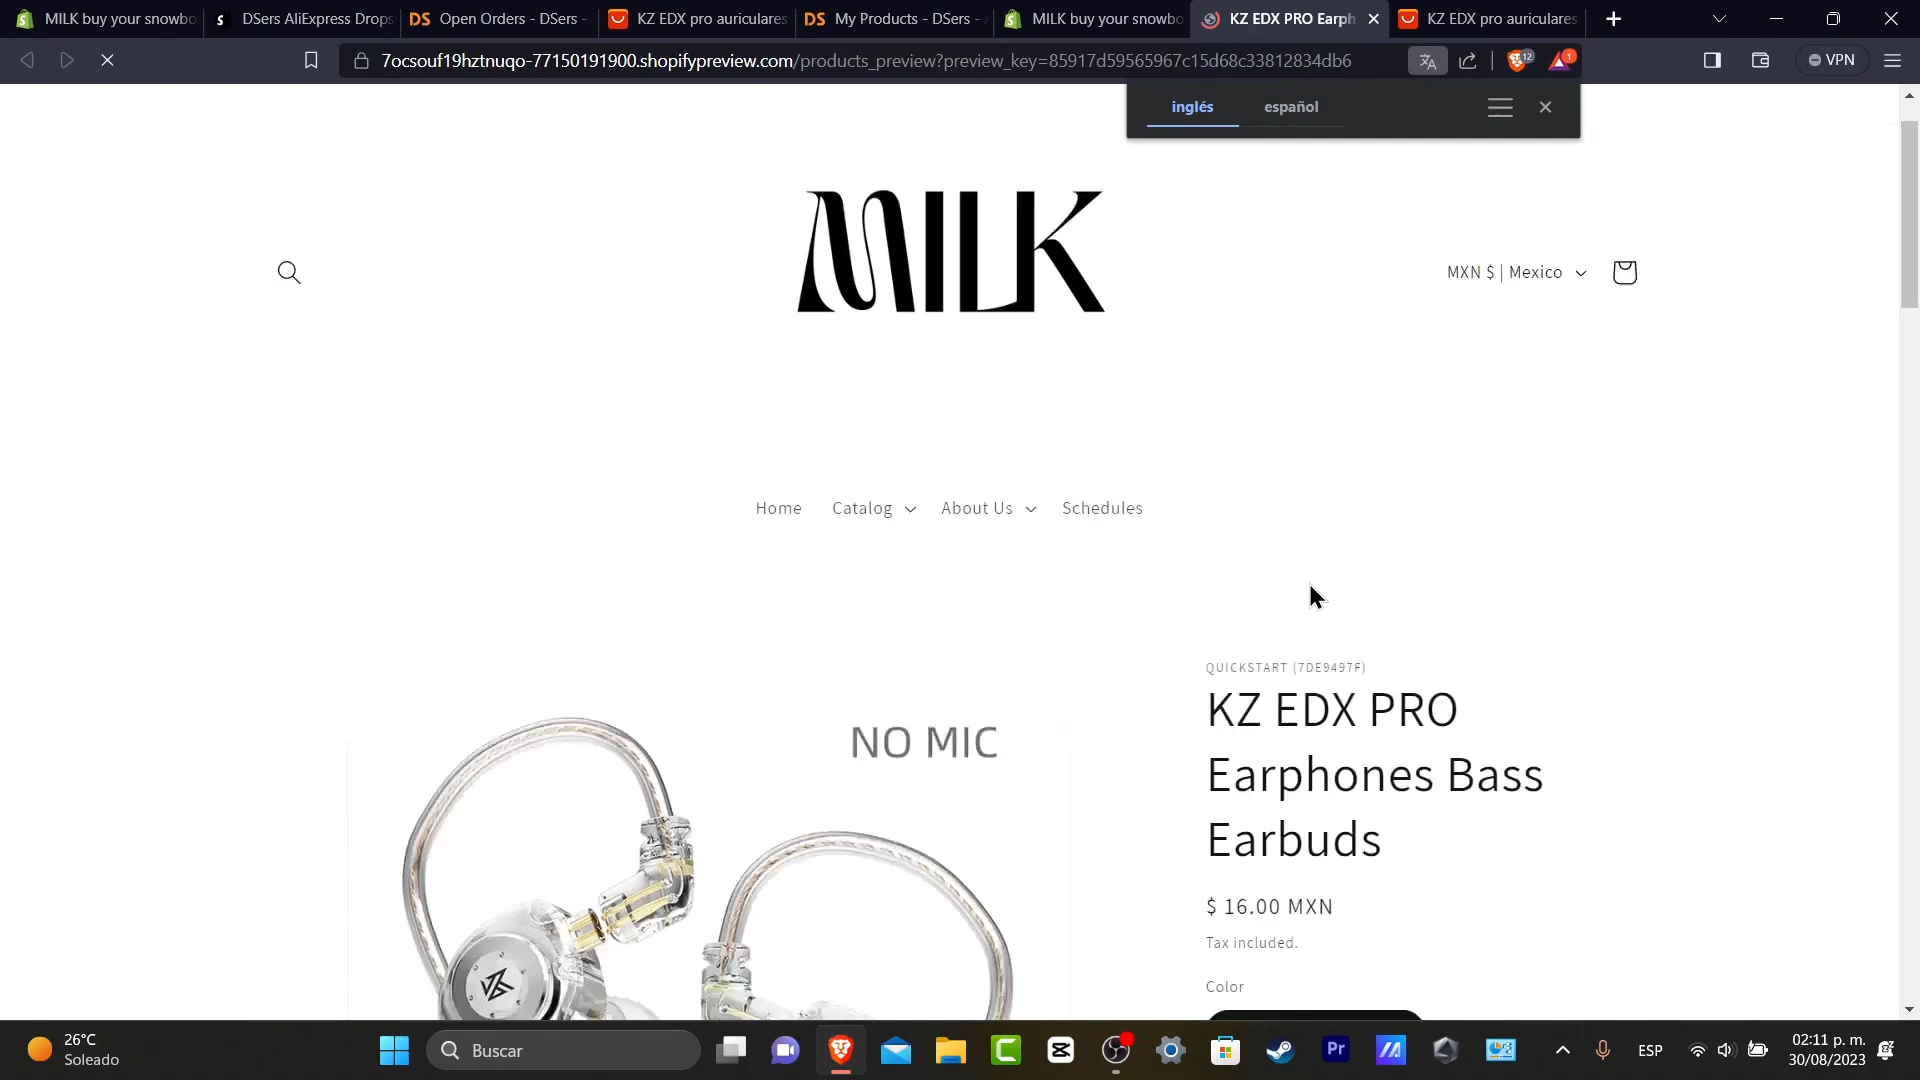 MILK buy your snowbo
DSers AliExpress Drops
DS Open Orders - DSers -
KZ EDX pro auriculares
DS My Products - DSers -
MILK buy your snowbo
KZ EDX PRO Earph
KZ EDX pro auriculares
7ocsouf19hztnuqo-77150191900.shopifypreview.com/products_preview?preview_key=85917d59565967c15d68c33812834db6
12
1
VPN
inglés
español
MILK
MXN $ | Mexico
Home
Catalog
About Us
Schedules
QUICKSTART (7DE9497F)
KZ EDX PRO
Earphones Bass
Earbuds
NO MIC
$ 16.00 MXN
Tax included.
Color
26°C
Soleado
Buscar
Pr
ESP
02:11 p. m.
30/08/2023